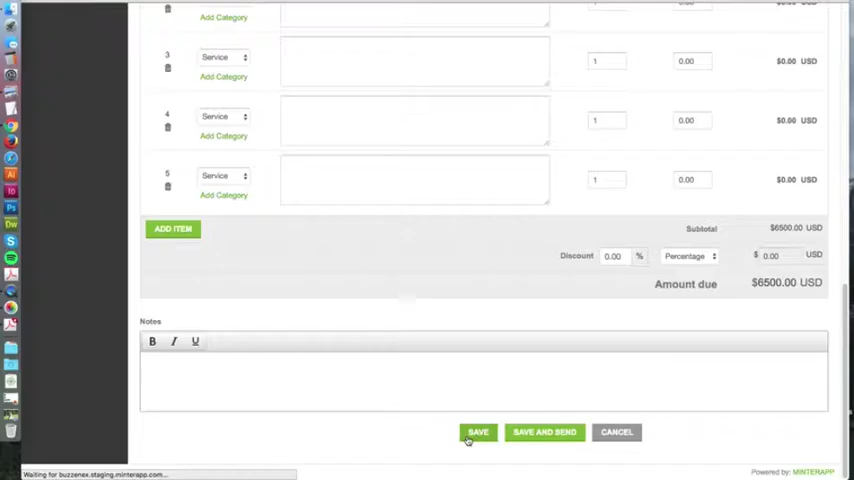 Add Category
3 Service 1 0.00 $0.00 USD
Add Category
4 Service 1 0.00 $0.00 USD
Add Category
5 Service 1 0.00 $0.00 USD
Add Category
ADD ITEM Subtotal $6500.00 USD
Discount 0.00 % Percentage $ 0.00 USD
Amount due $6500.00 USD
Notes
B I U
SAVE SAVE AND SEND CANCEL
Powered by: MINTERAPP
Waiting for buzzenex.staging.minterapp.com...